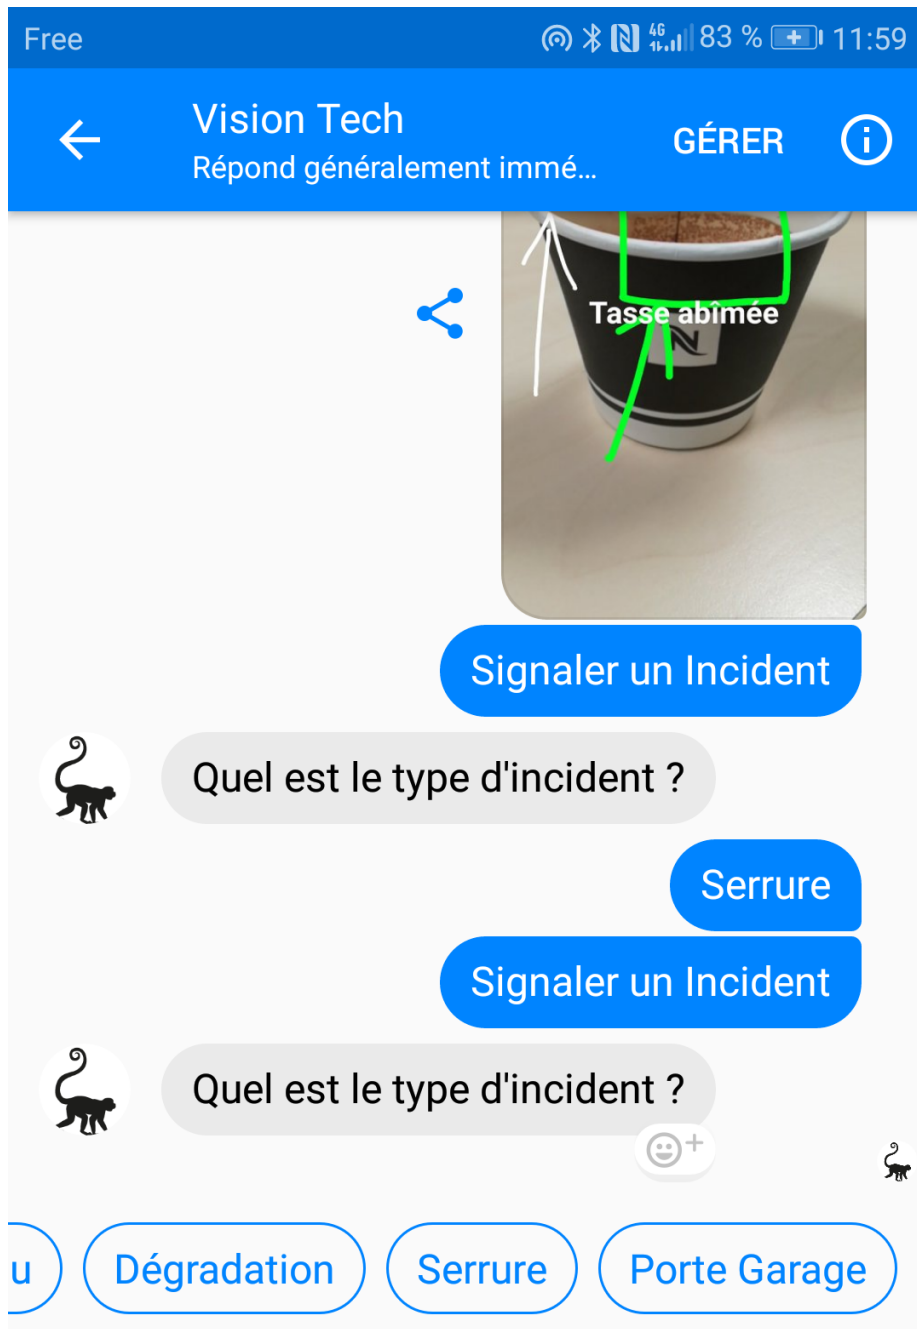 Free
4G
83 %
11:59
Vision Tech
Répond généralement immé...
GÉRER
Tasse abîmée
N
Signaler un Incident
Quel est le type d'incident ?
Serrure
Signaler un Incident
Quel est le type d'incident ?
u
Dégradation
Serrure
Porte Garage